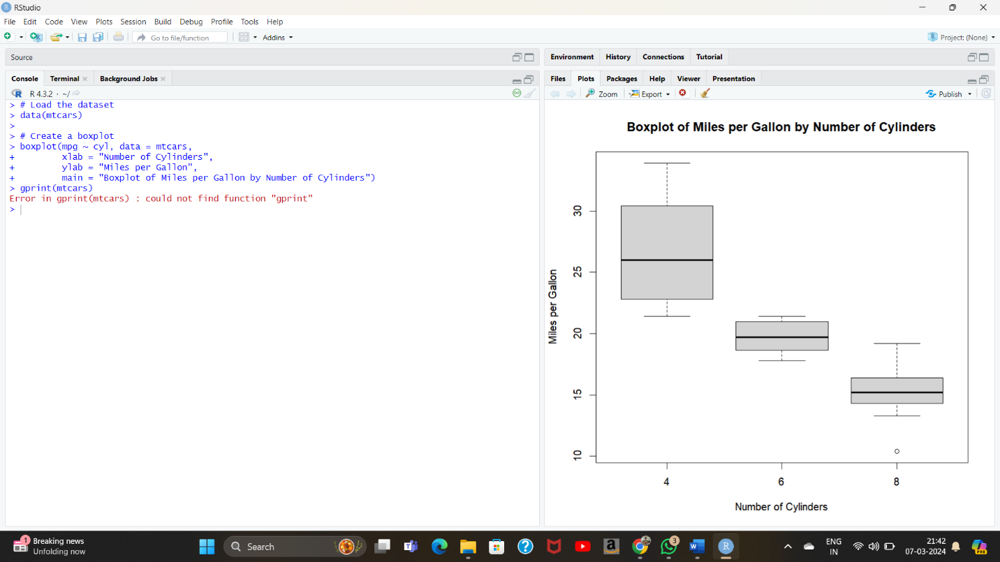 RStudio
File Edit Code View Plots Session Build Debug Profile Tools Help
Go to file/function Addins Project: (None)
Source
Console Terminal Background Jobs
R 4.3.2 · ~/
> # Load the dataset
> data(mtcars)
>
> # Create a boxplot
> boxplot(mpg ~ cyl, data = mtcars,
+         xlab = "Number of Cylinders",
+         ylab = "Miles per Gallon",
+         main = "Boxplot of Miles per Gallon by Number of Cylinders")
> gprint(mtcars)
Error in gprint(mtcars) : could not find function "gprint"
>
Environment History Connections Tutorial
Files Plots Packages Help Viewer Presentation
Zoom Export Publish
Boxplot of Miles per Gallon by Number of Cylinders
Miles per Gallon
30
25
20
15
10
4 6 8
Number of Cylinders
1 Breaking news
Unfolding now
Search
3
ENG
IN
21:42
07-03-2024
PRE